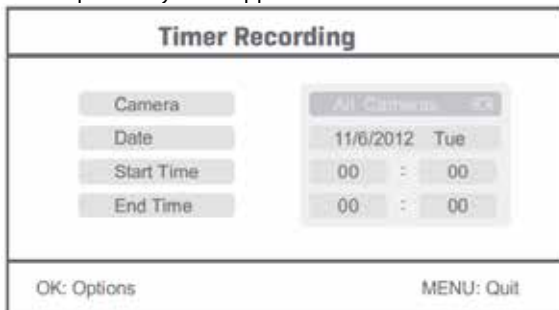 Timer Recording
Camera All Cameras
Date 11/6/2012 Tue
Start Time 00 : 00
End Time 00 : 00
OK: Options MENU: Quit